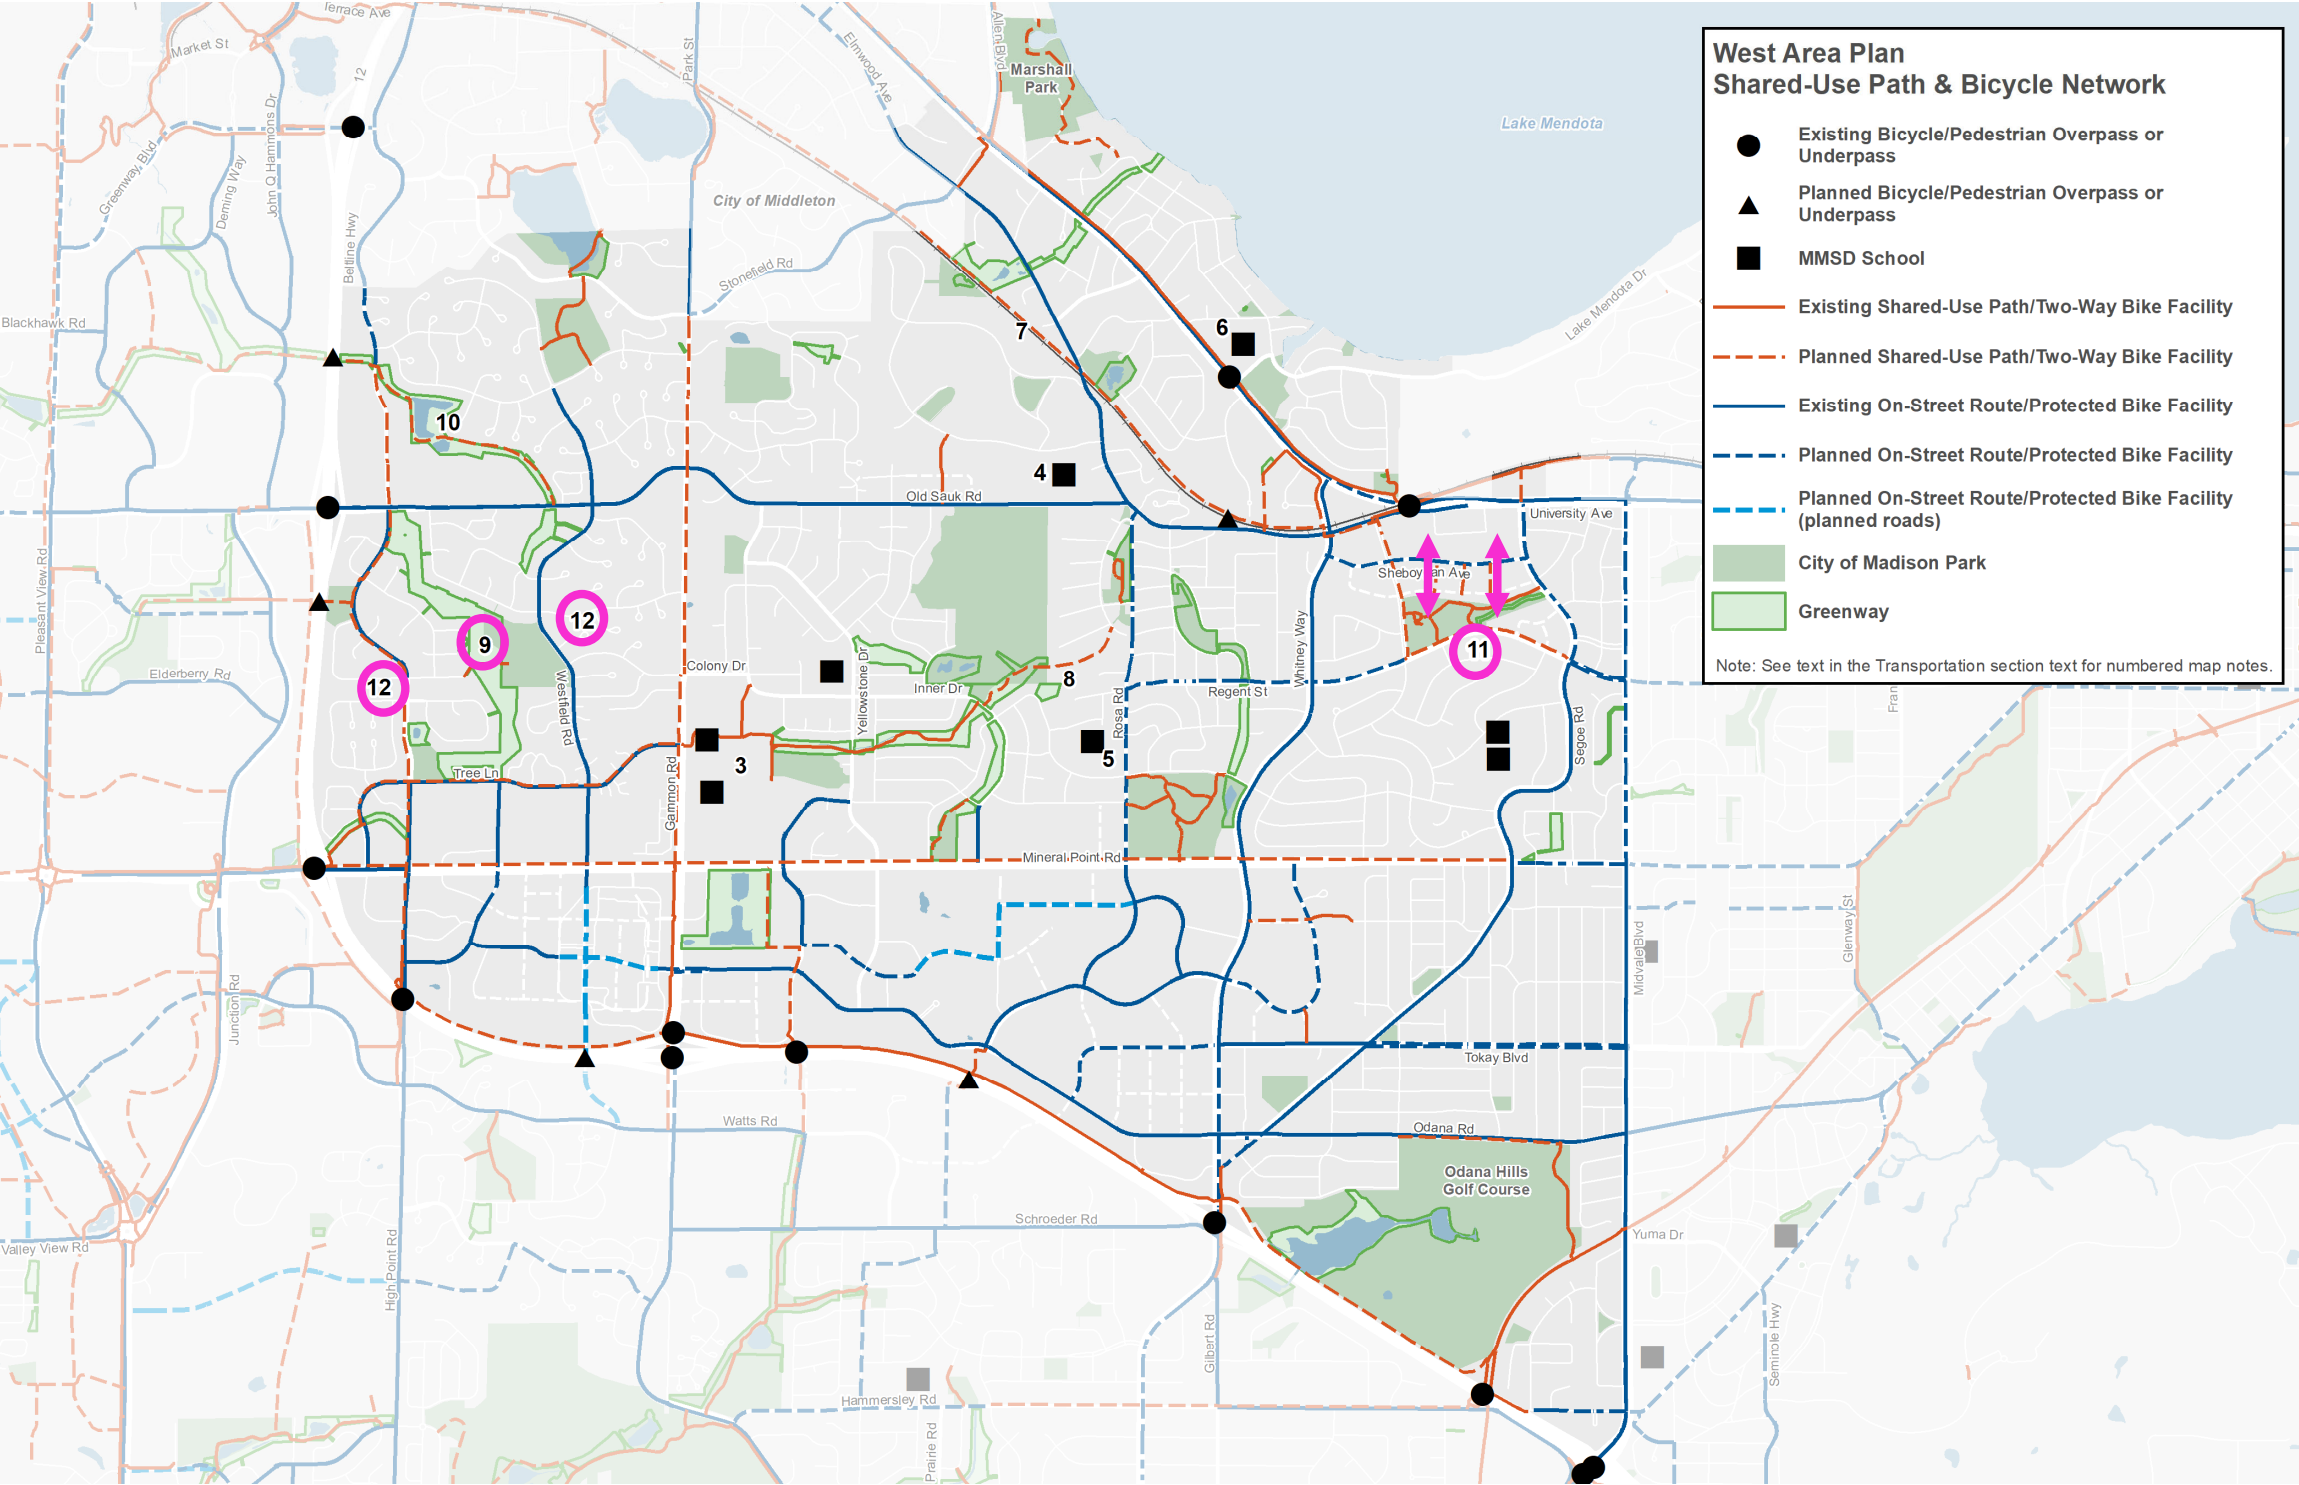 West Area Plan
Shared-Use Path & Bicycle Network
Existing Bicycle/Pedestrian Overpass or
Underpass
Planned Bicycle/Pedestrian Overpass or
Underpass
MMSD School
Existing Shared-Use Path/Two-Way Bike Facility
Planned Shared-Use Path/Two-Way Bike Facility
Existing On-Street Route/Protected Bike Facility
Planned On-Street Route/Protected Bike Facility
Planned On-Street Route/Protected Bike Facility
(planned roads)
City of Madison Park
Greenway
Note: See text in the Transportation section text for numbered map notes.
Terrace Ave
Market St
12
Park St
Elmwood Ave
Allen Blvd
Marshall
Park
Lake Mendota
Greenway Blvd
Deming Way
John Q Hammons Dr
Beltline Hwy
City of Middleton
Stonefield Rd
Lake Mendota Dr
Blackhawk Rd
7
6
10
4
Old Sauk Rd
University Ave
Pleasant View Rd
Sheboy an Ave
12
9
11
Whitney Way
Elderberry Rd
12
Westfield Rd
Colony Dr
Yellowstone Dr
Inner Dr
8
Rosa Rd
Regent St
Segoe Rd
Fran
Tree Ln
Gammon Rd
3
5
Mineral Point Rd
Glenway St
Midvale Blvd
Junction Rd
Tokay Blvd
Watts Rd
Odana Rd
Odana Hills
Golf Course
Schroeder Rd
Valley View Rd
High Point Rd
Yuma Dr
Gilbert Rd
Seminole Hwy
Hammersley Rd
Prairie Rd